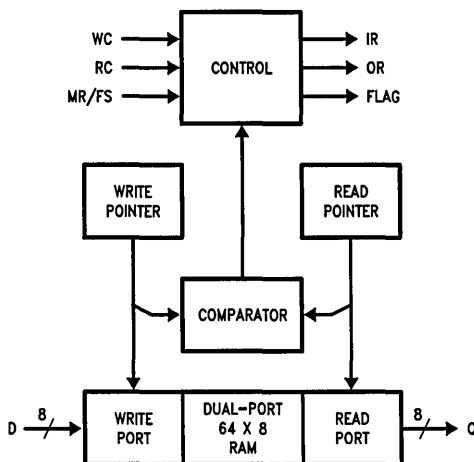 WC
IR
RC
CONTROL
OR
MR/FS
FLAG
WRITE
POINTER
READ
POINTER
COMPARATOR
D
8
WRITE
PORT
DUAL-PORT
64 X 8
RAM
READ
PORT
8
Q